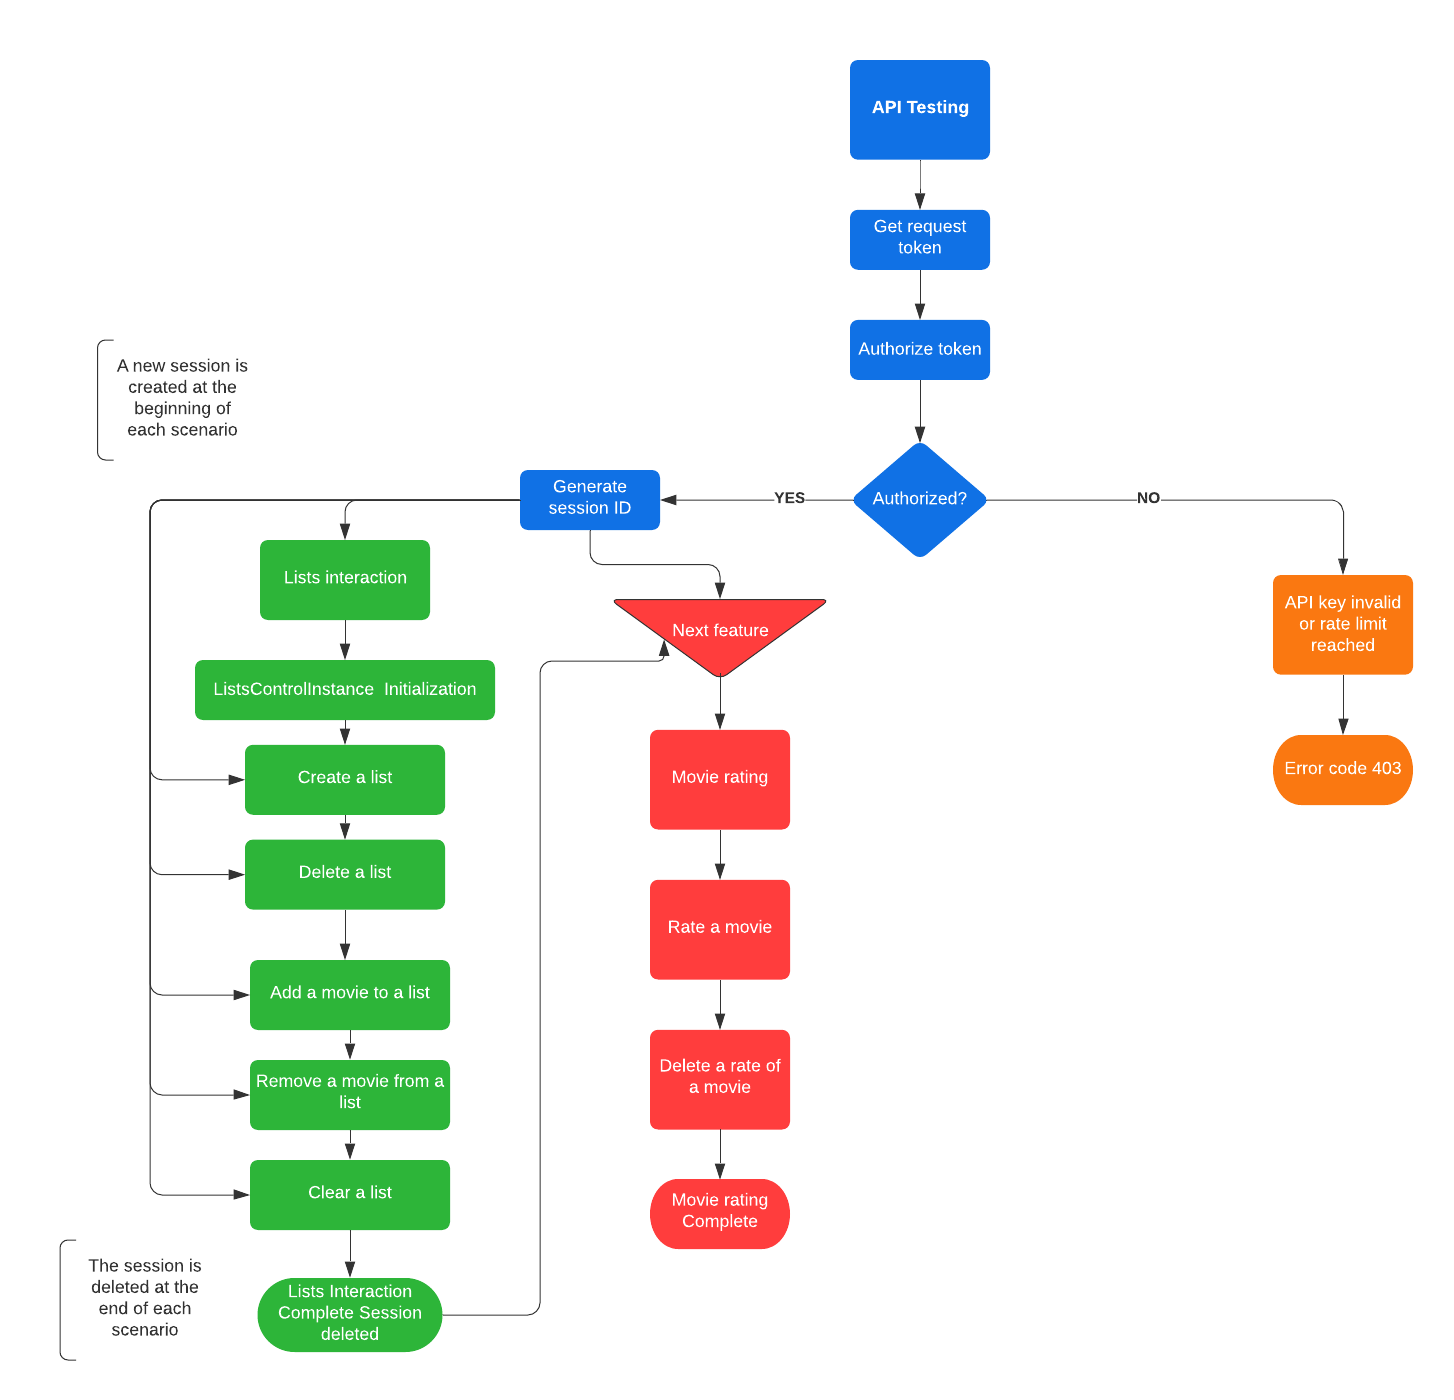 API Testing
Get request
token
Authorize token
A new session is
created at the
beginning of
each scenario
Generate
session ID
YES
Authorized?
NO
Lists interaction
Next feature
API key invalid
or rate limit
reached
ListsControlInstance  Initialization
Create a list
Movie rating
Error code 403
Delete a list
Rate a movie
Add a movie to a list
Remove a movie from a
list
Delete a rate of
a movie
Clear a list
Movie rating
Complete
The session is
deleted at the
end of each
scenario
Lists Interaction
Complete Session
deleted